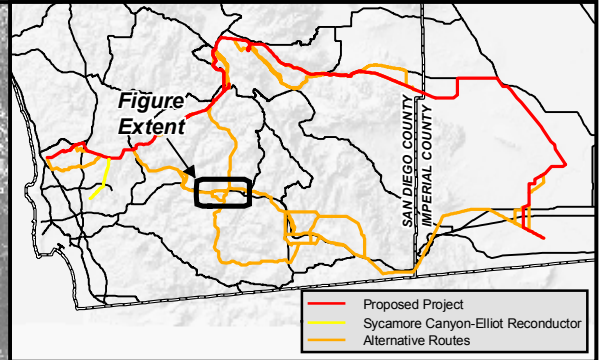 Figure
Extent
SAN DIEGO COUNTY
IMPERIAL COUNTY
Proposed Project
Sycamore Canyon-Elliot Reconductor
Alternative Routes